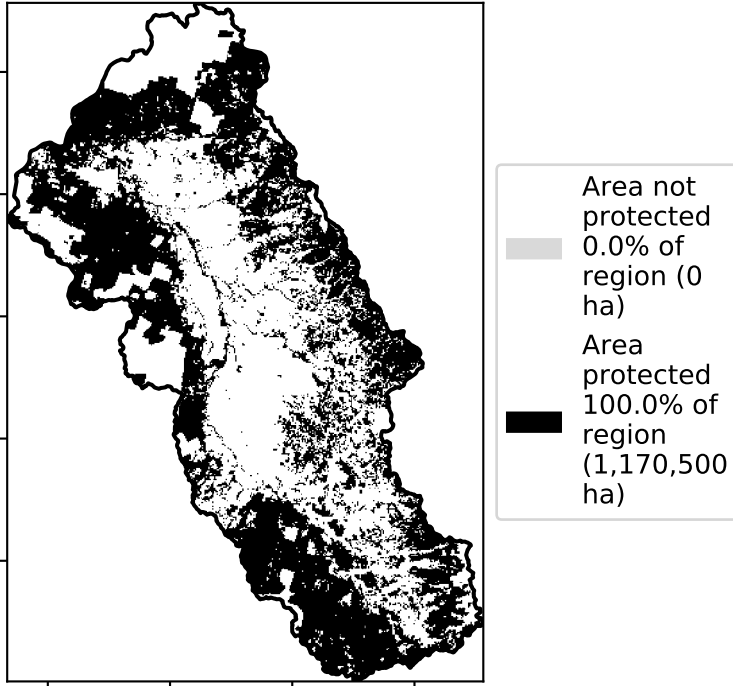 Area not
protected
0.0% of
region (0
ha)
Area
protected
100.0% of
region
(1,170,500
ha)